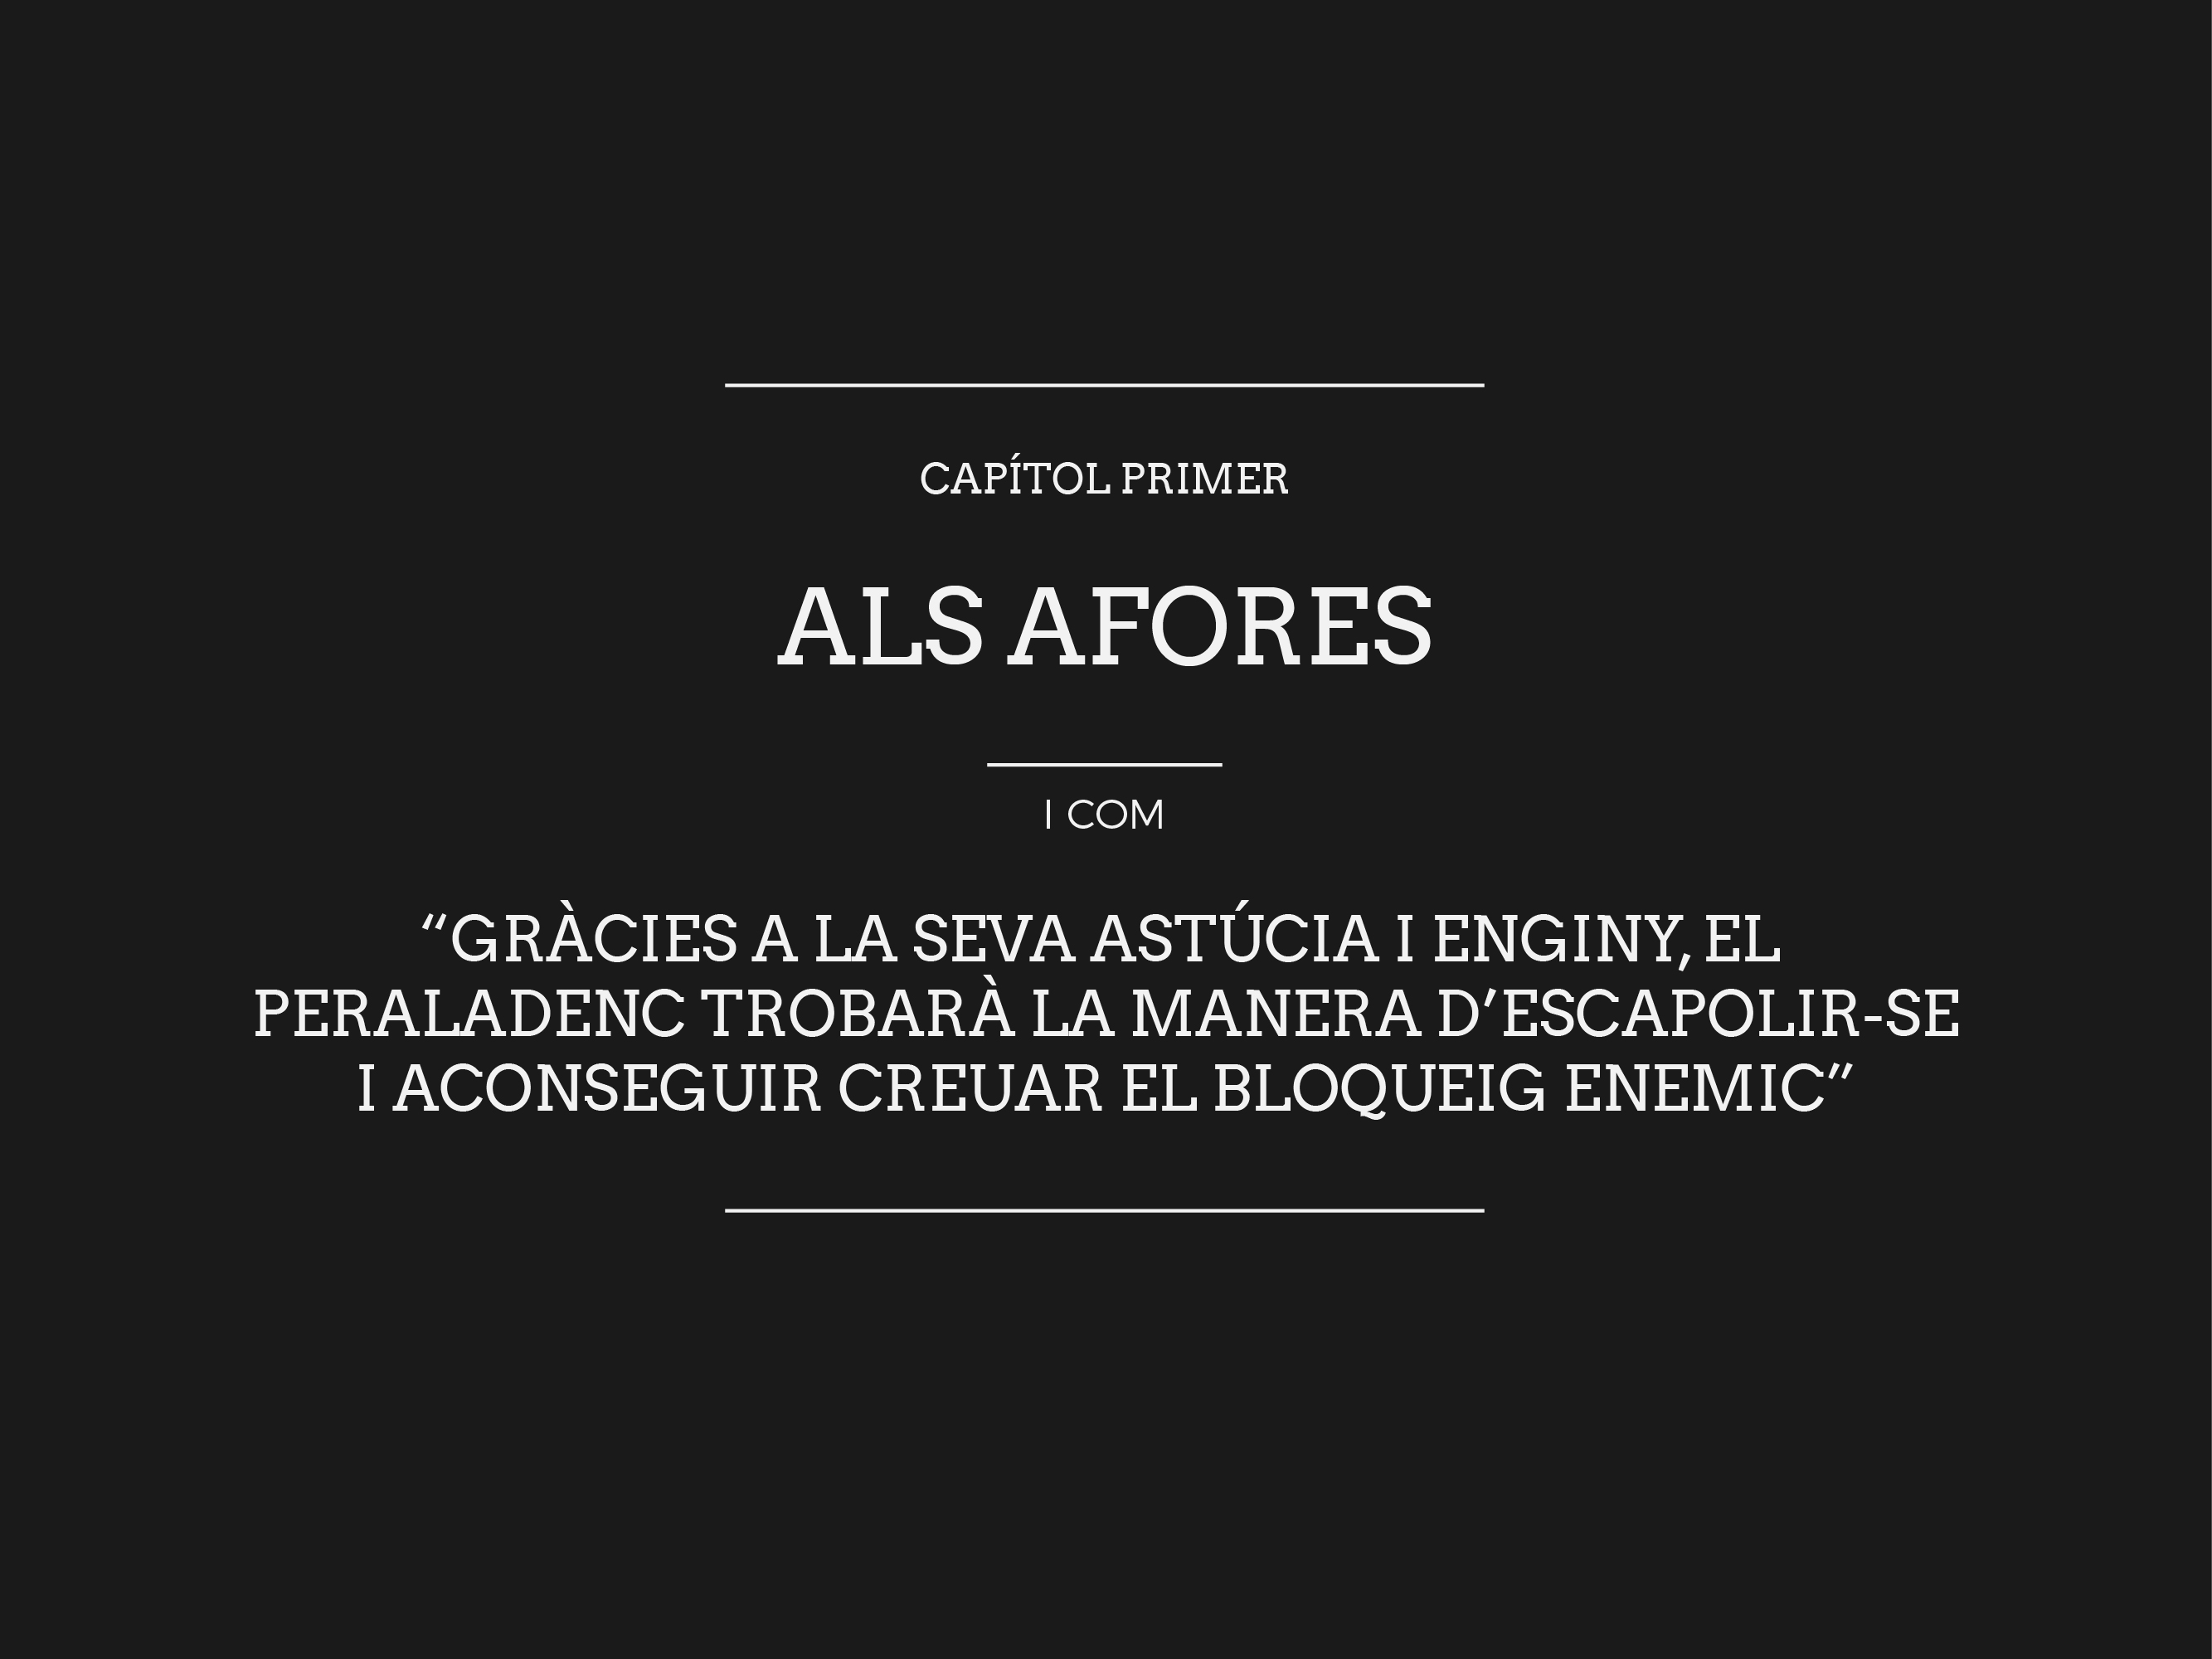 CAPÍTOL PRIMER
ALS AFORES
I COM
“GRÀCIES A LA SEVA ASTÚCIA I ENGINY, EL
PERALADENC TROBARÀ LA MANERA D’ESCAPOLIR-SE
I ACONSEGUIR CREUAR EL BLOQUEIG ENEMIC”